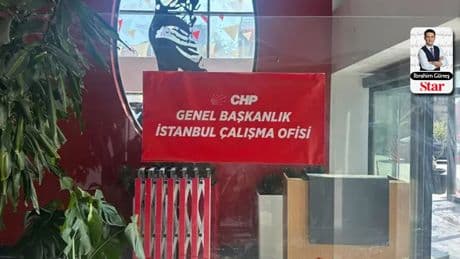 CHP
GENEL BAŞKANLIK
İSTANBUL ÇALIŞMA OFİSİ
İbrahim Güneş
Star